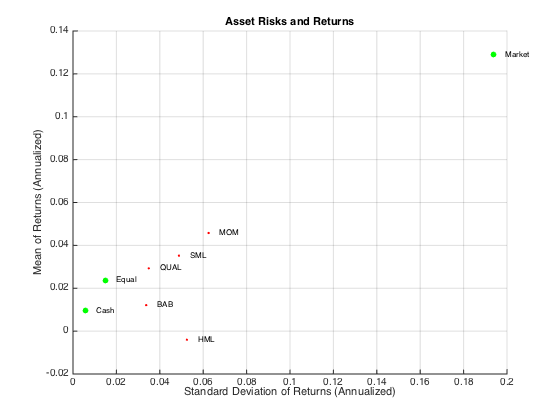 Asset Risks and Returns
Mean of Returns (Annualized)
0.14
0.12
0.1
0.08
0.06
0.04
0.02
0
-0.02
Market
MOM
SML
QUAL
Equal
BAB
Cash
HML
0
0.02
0.04
0.06
0.08
0.1
0.12
0.14
0.16
0.18
0.2
Standard Deviation of Returns (Annualized)